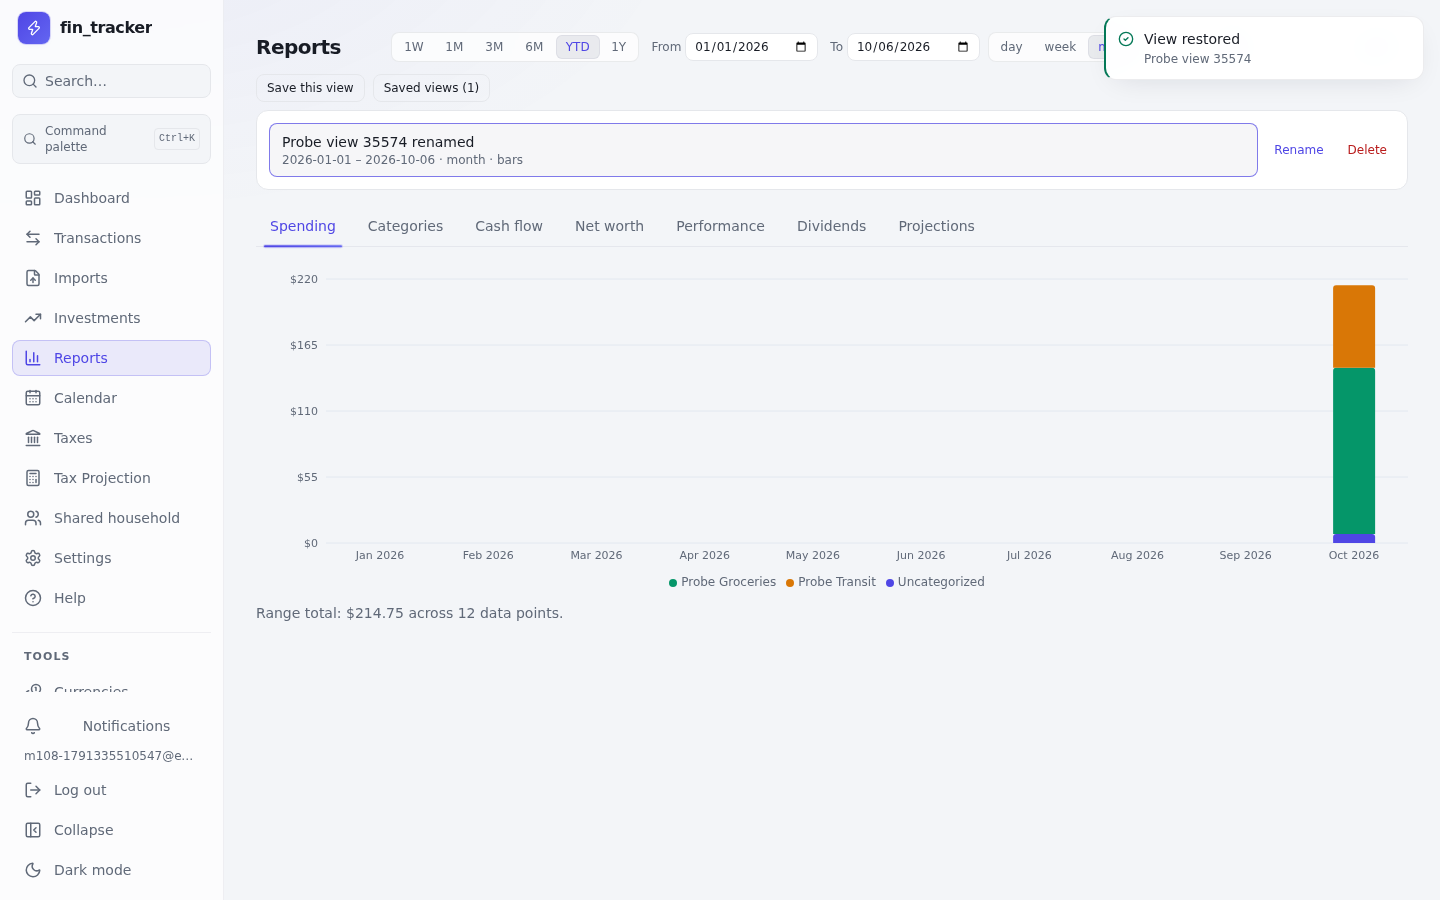 fin_tracker
Search...
Command palette
Ctrl+K
Dashboard
Transactions
Imports
Investments
Reports
Calendar
Taxes
Tax Projection
Shared household
Settings
Help
TOOLS
Currencies
Notifications
m108-1791335510547@e...
Log out
Collapse
Dark mode
Reports
1W 1M 3M 6M YTD 1Y From 01/01/2026 To 10/06/2026 day week
View restored
Probe view 35574
Save this view Saved views (1)
Probe view 35574 renamed
2026-01-01 – 2026-10-06 · month · bars
Rename Delete
Spending Categories Cash flow Net worth Performance Dividends Projections
$220
$165
$110
$55
$0
Jan 2026 Feb 2026 Mar 2026 Apr 2026 May 2026 Jun 2026 Jul 2026 Aug 2026 Sep 2026 Oct 2026
Probe Groceries Probe Transit Uncategorized
Range total: $214.75 across 12 data points.